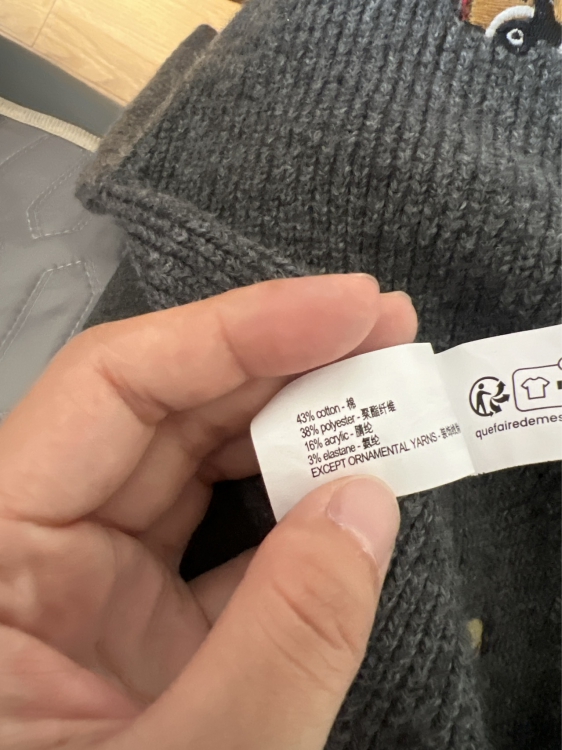 43% cotton - 棉
38% polyester - 聚酯纤维
16% acrylic - 腈纶
3% elastane - 氨纶
EXCEPT ORNAMENTAL YARNS -
quefairedemes